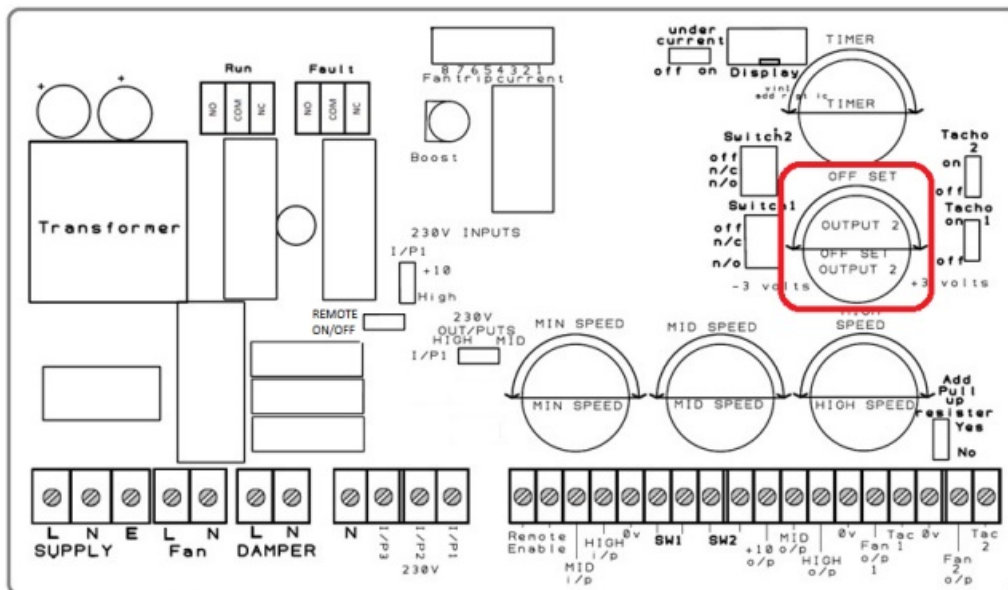 under
current
off on
Display
TIMER
TIMER
Run
Fault
NO
COM
NC
NO
COM
NC
8 7 6 5 4 3 2 1
Fantripcurrent
Boost
+
+
Transformer
Switch2
off
n/c
n/o
Switch1
off
n/c
n/o
OFF SET
OUTPUT 2
OFF SET
OUTPUT 2
-3 volts
+3 volts
Tacho
2
on
off
Tacho
on 1
off
230V INPUTS
I/P1
+10
High
REMOTE
ON/OFF
230V
OUT/PUTS
HIGH MID
I/P1
MIN SPEED
MIN SPEED
MID SPEED
MID SPEED
HIGH
SPEED
HIGH SPEED
Add
Pull
up
resister
Yes
No
L N E
SUPPLY
L N
Fan
L N
DAMPER
N
I/P3
I/P2
I/P1
230V
Remote
Enable
MID
i/p
HIGH
i/p
0v
SW1
SW2
+10
o/p
MID
o/p
HIGH
o/p
0v
Fan
o/p
1
Tac
1
0v
Fan
2
o/p
Tac
2